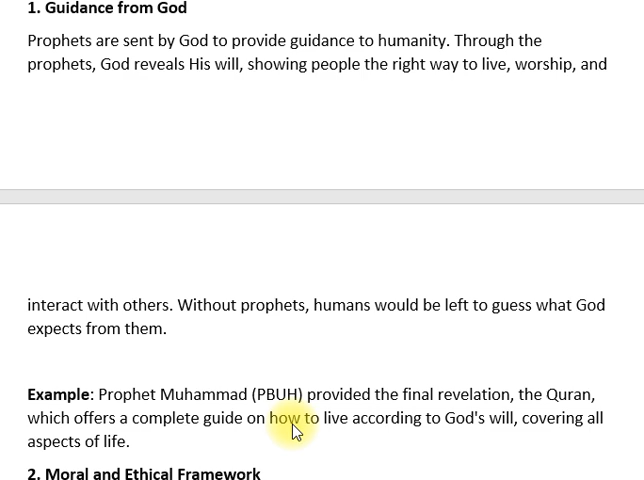 1. Guidance from God
Prophets are sent by God to provide guidance to humanity. Through the
prophets, God reveals His will, showing people the right way to live, worship, and
interact with others. Without prophets, humans would be left to guess what God
expects from them.
Example: Prophet Muhammad (PBUH) provided the final revelation, the Quran,
which offers a complete guide on how to live according to God's will, covering all
aspects of life.
2. Moral and Ethical Framework